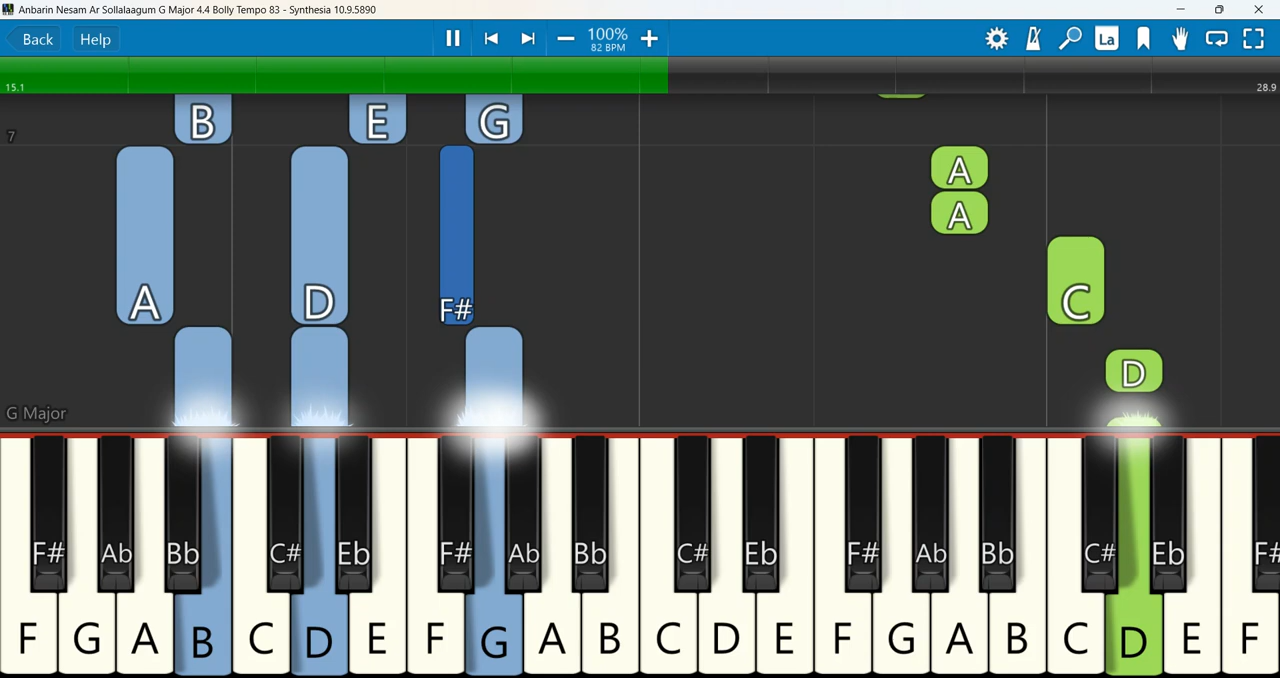 Anbarin Nesam Ar Sollalaagum G Major 4.4 Bolly Tempo 83 - Synthesia 10.9.5890
Back Help 100% La
82 BPM
15.1 28.9
B E G
7
A
A
A D F# C
D
G Major
F# Ab Bb C# Eb F# Ab Bb C# Eb F# Ab Bb C# Eb F#
F G A B C D E F G A B C D E F G A B C D E F